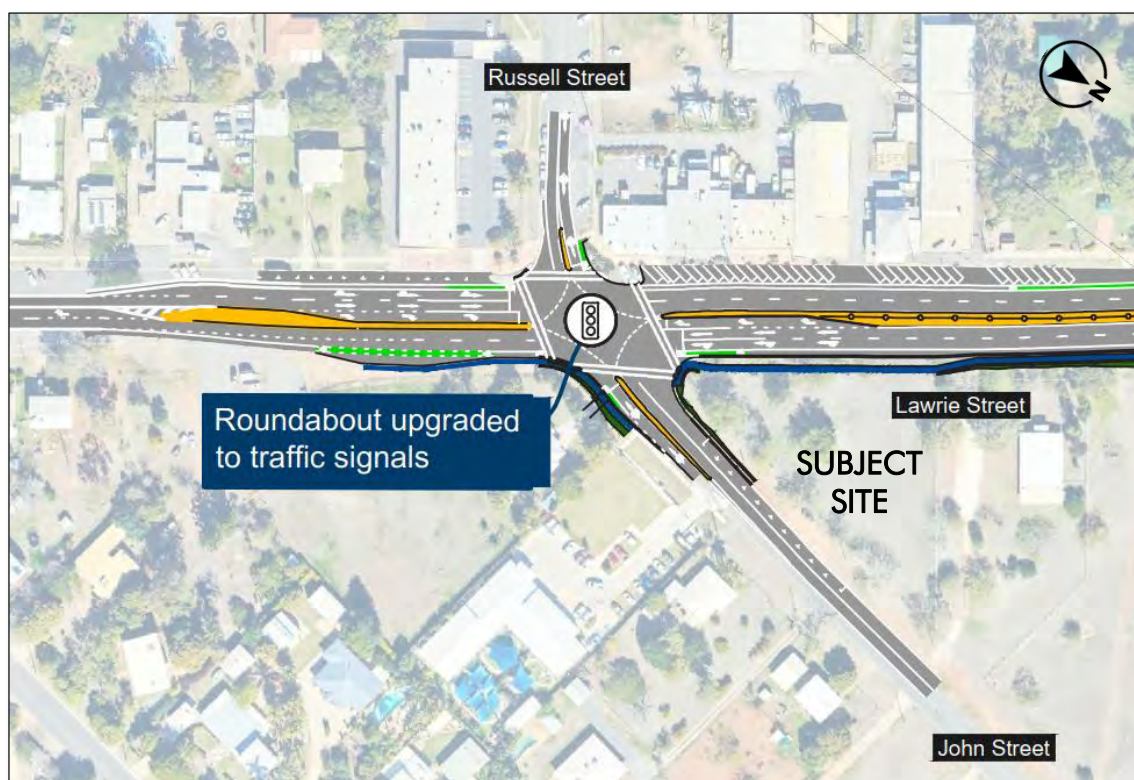 Russell Street
N
Roundabout upgraded
to traffic signals
Lawrie Street
SUBJECT
SITE
John Street